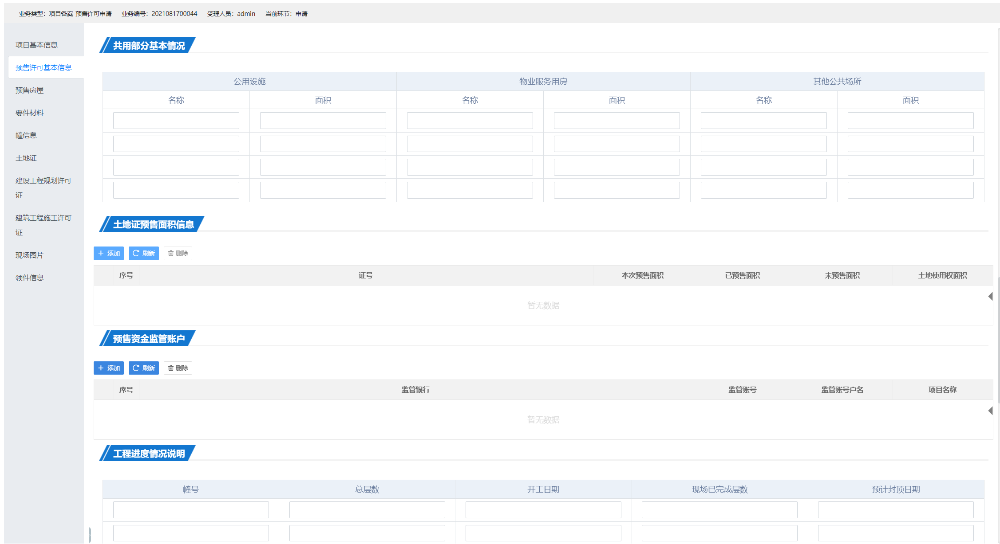 业务类型：项目备案-预售许可申请 业务编号：2021081700044 受理人员：admin 当前环节：申请
项目基本信息
预售许可基本信息
预售房屋
要件材料
幢信息
土地证
建设工程规划许可
证
建筑工程施工许可
证
现场图片
领件信息
共用部分基本情况
公用设施 物业服务用房 其他公共场所
名称 面积 名称 面积 名称 面积
土地证预售面积信息
添加 刷新 删除
序号 证号 本次预售面积 已预售面积 未预售面积 土地使用权面积
暂无数据
预售资金监管账户
添加 刷新 删除
序号 监管银行 监管账号 监管账号户名 项目名称
暂无数据
工程进度情况说明
幢号 总层数 开工日期 现场已完成层数 预计封顶日期